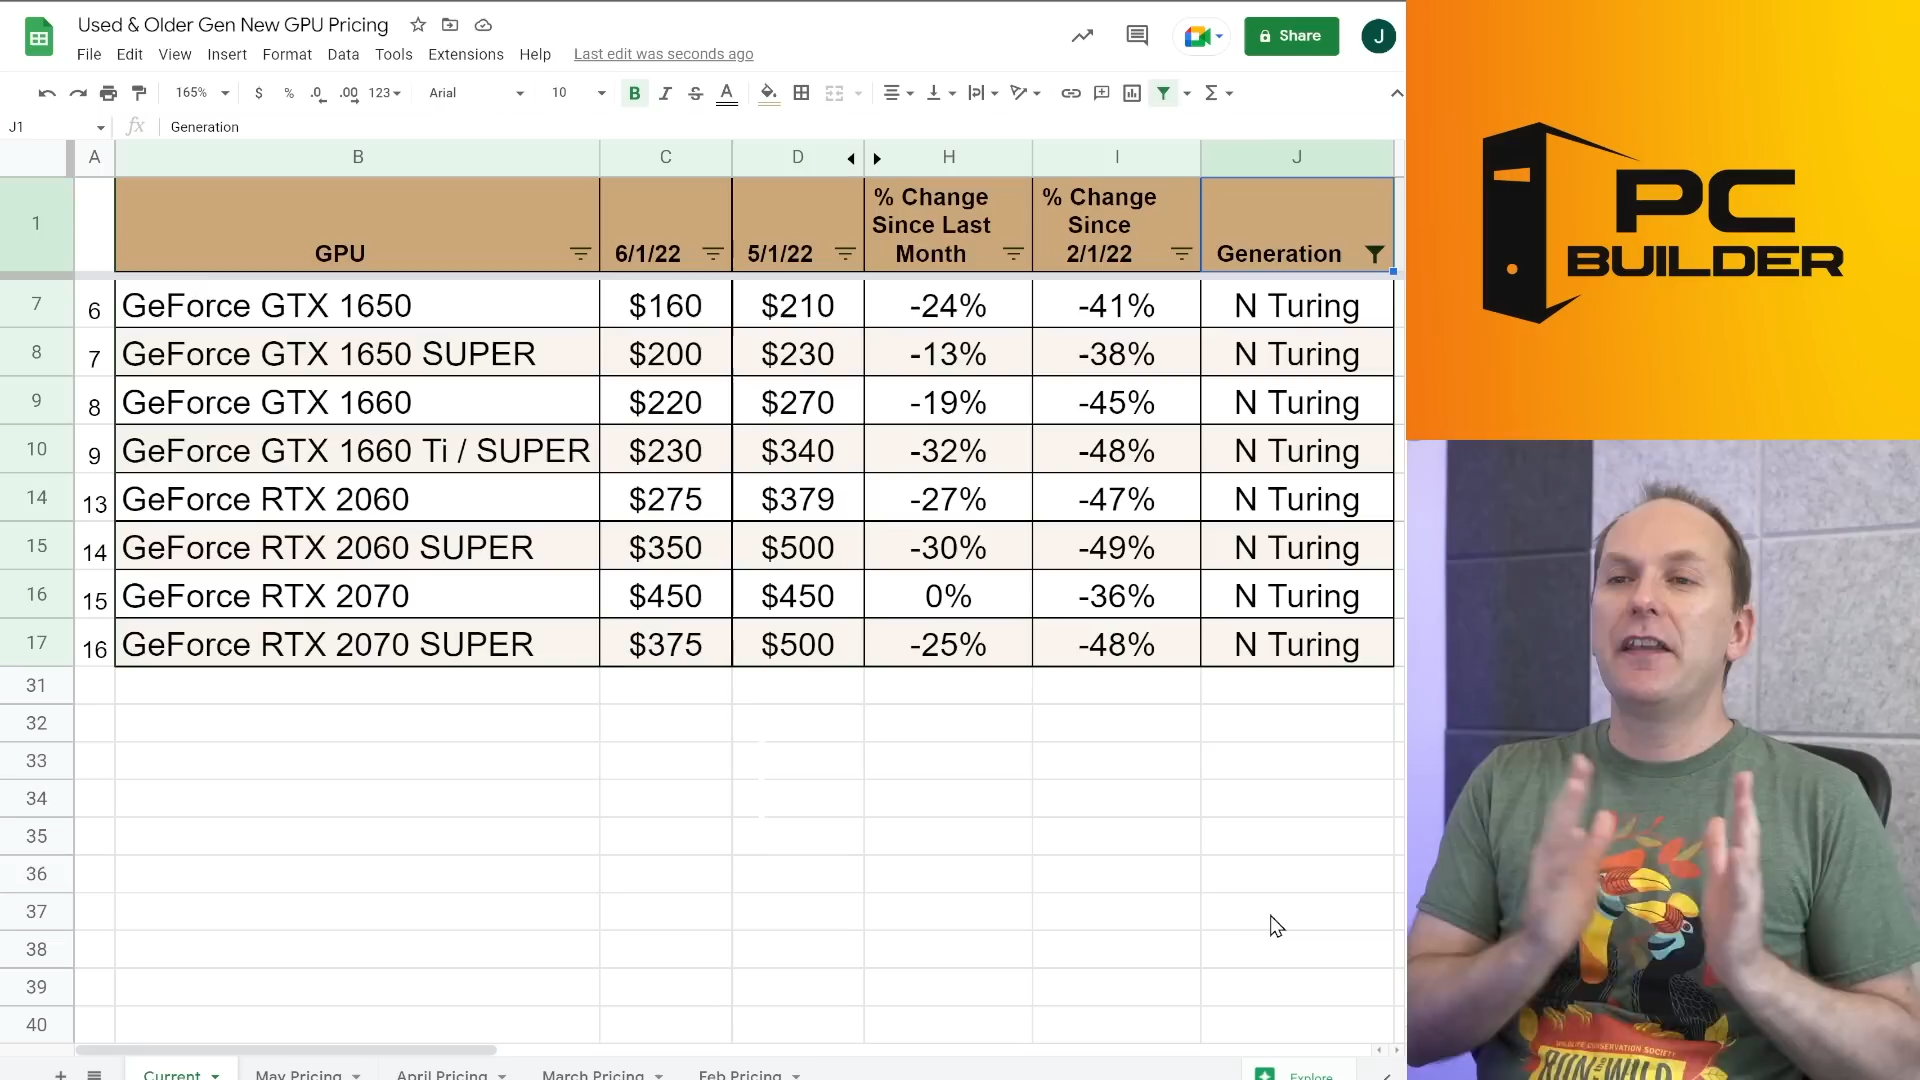 Used & Older Gen New GPU Pricing
File Edit View Insert Format Data Tools Extensions Help Last edit was seconds ago
Share
J
165% $ % .0 .00 123 Arial 10 B I S A Σ
J1 fx Generation
A B C D H I J
1 GPU 6/1/22 5/1/22 % Change Since Last Month % Change Since 2/1/22 Generation
7 6 GeForce GTX 1650 $160 $210 -24% -41% N Turing
8 7 GeForce GTX 1650 SUPER $200 $230 -13% -38% N Turing
9 8 GeForce GTX 1660 $220 $270 -19% -45% N Turing
10 9 GeForce GTX 1660 Ti / SUPER $230 $340 -32% -48% N Turing
14 13 GeForce RTX 2060 $275 $379 -27% -47% N Turing
15 14 GeForce RTX 2060 SUPER $350 $500 -30% -49% N Turing
16 15 GeForce RTX 2070 $450 $450 0% -36% N Turing
17 16 GeForce RTX 2070 SUPER $375 $500 -25% -48% N Turing
31
32
33
34
35
36
37
38
39
40
Current May Pricing April Pricing March Pricing Feb Pricing Explore
PC
BUILDER
WILDLIFE CONSERVATION SOCIETY
RUN WILD